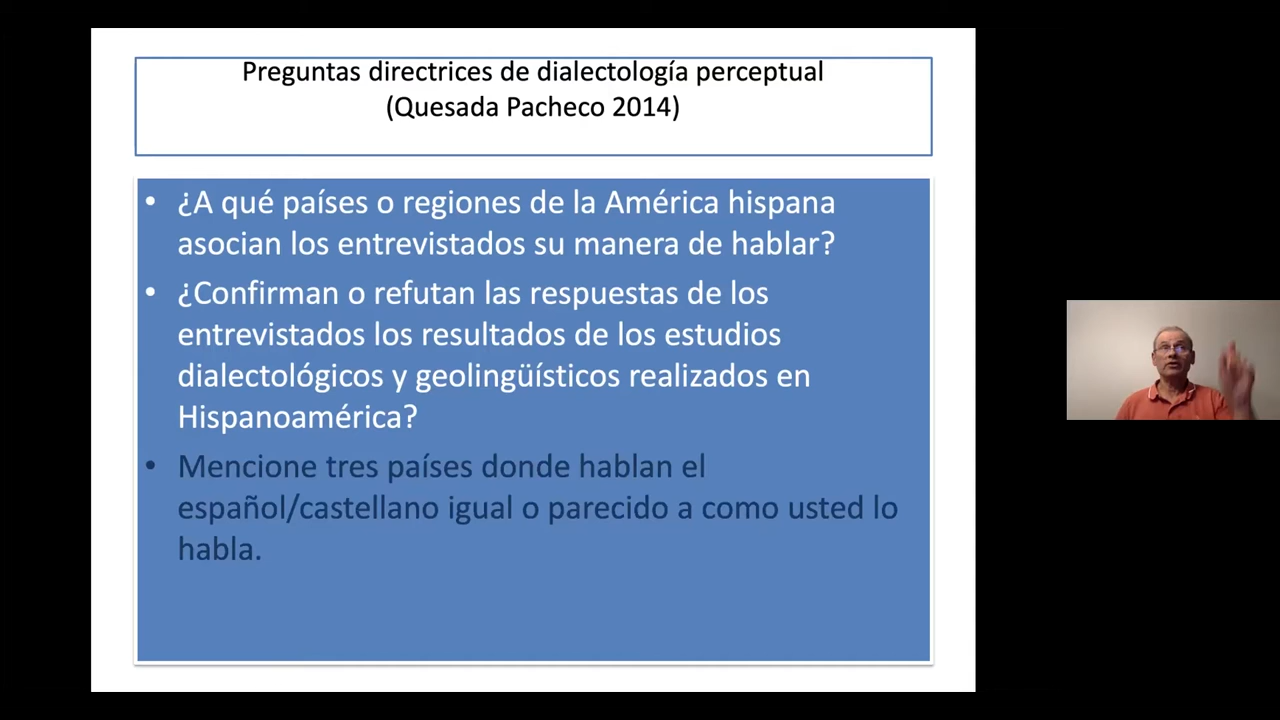 Preguntas directrices de dialectología perceptual
(Quesada Pacheco 2014)
• ¿A qué países o regiones de la América hispana
asocian los entrevistados su manera de hablar?
• ¿Confirman o refutan las respuestas de los
entrevistados los resultados de los estudios
dialectológicos y geolingüísticos realizados en
Hispanoamérica?
• Mencione tres países donde hablan el
español/castellano igual o parecido a como usted lo
habla.